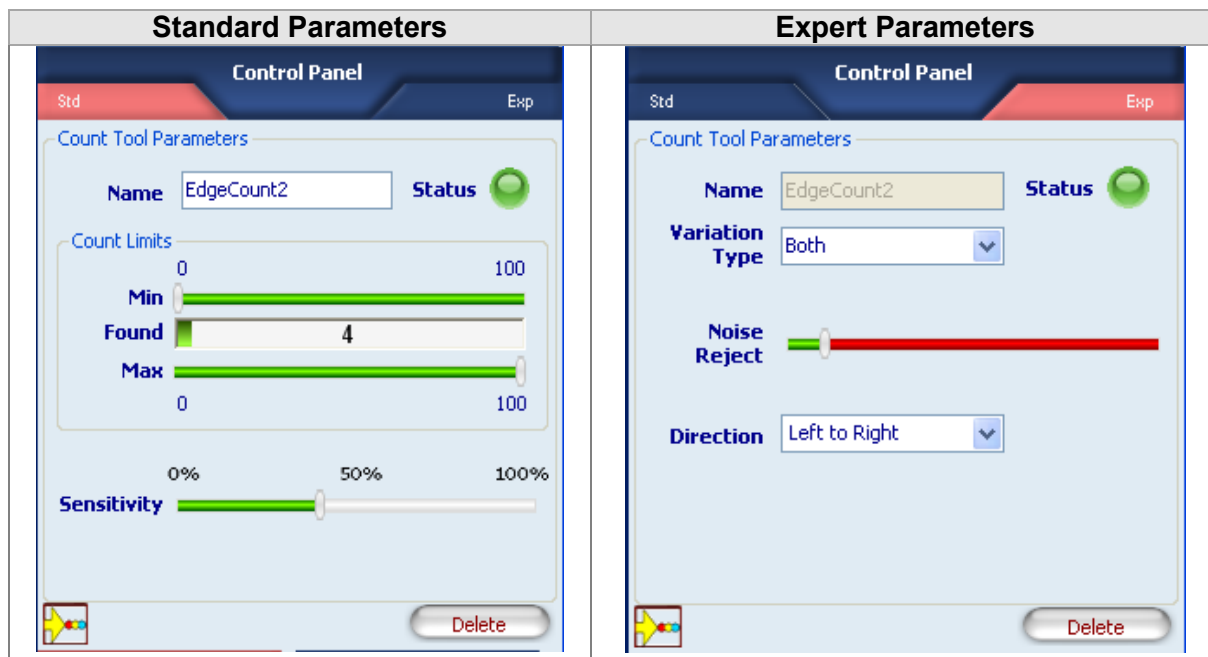 Standard Parameters
Control Panel
Std
Exp
Count Tool Parameters
Name
EdgeCount2
Status
Count Limits
0
100
Min
Found
4
Max
0
100
0%
50%
100%
Sensitivity
Delete
Expert Parameters
Control Panel
Std
Exp
Count Tool Parameters
Name
EdgeCount2
Status
Variation
Type
Both
Noise
Reject
Direction
Left to Right
Delete